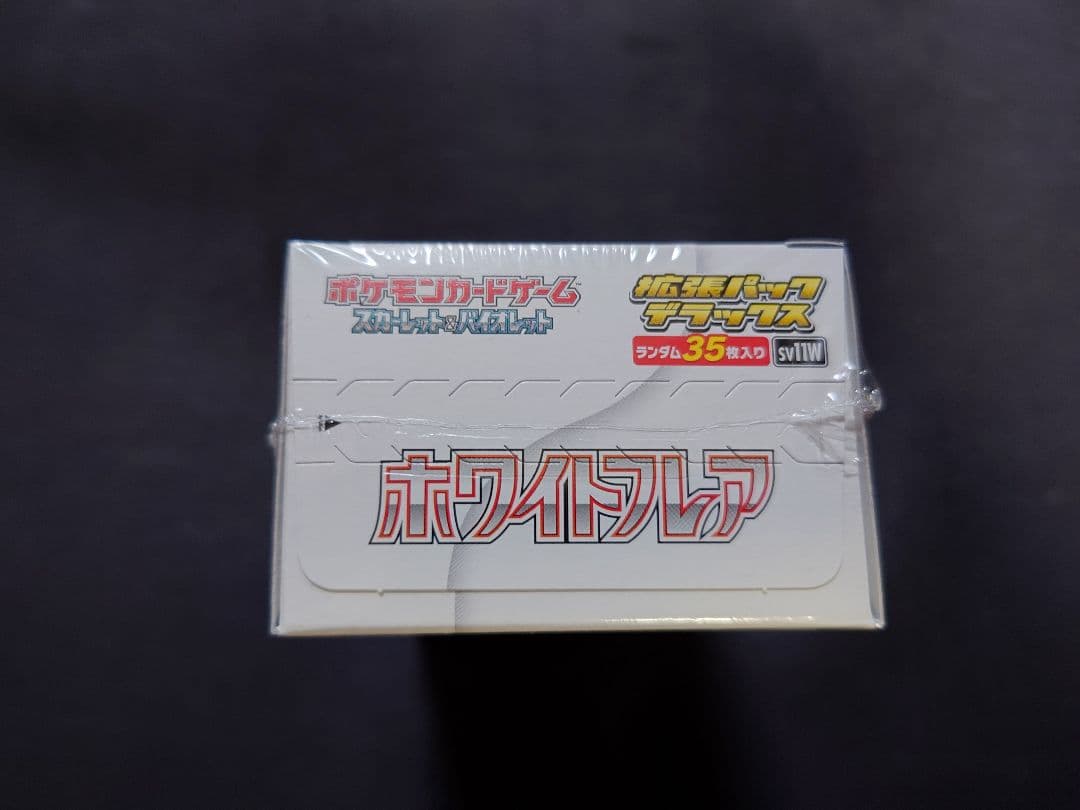 ポケモンカードゲーム
スカーレット&バイオレット
拡張パック
デラックス
ランダム35枚入り
sv11W
ホワイトフレア